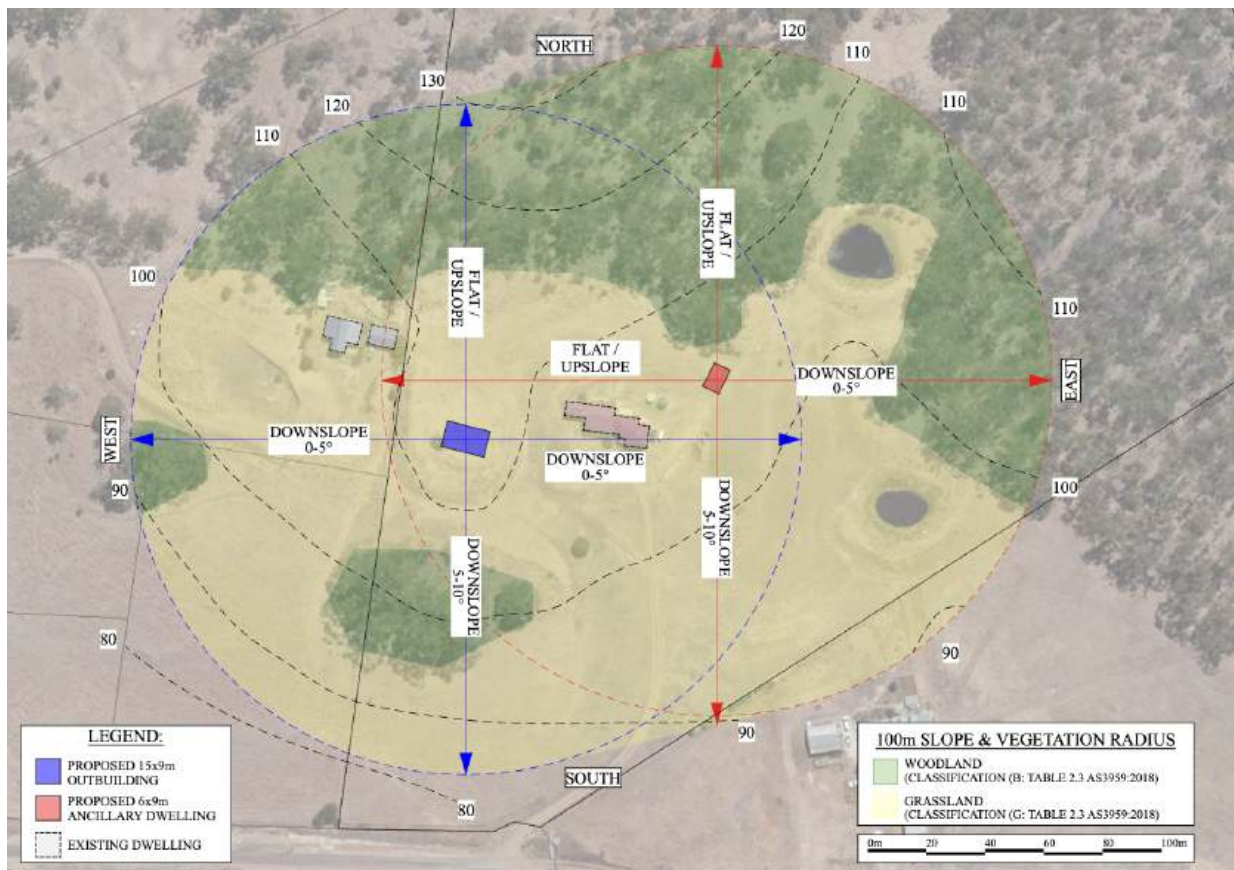 NORTH
120
110
130
120
110
110
FLAT /
UPSLOPE
FLAT /
UPSLOPE
100
110
FLAT /
UPSLOPE
DOWNSLOPE
0-5°
EAST
WEST
DOWNSLOPE
0-5°
DOWNSLOPE
0-5°
90
100
DOWNSLOPE
5-10°
DOWNSLOPE
5-10°
80
90
90
SOUTH
80
LEGEND:
PROPOSED 15x9m
OUTBUILDING
PROPOSED 6x9m
ANCILLARY DWELLING
EXISTING DWELLING
100m SLOPE & VEGETATION RADIUS
WOODLAND
(CLASSIFICATION (B: TABLE 2.3 AS3959:2018)
GRASSLAND
(CLASSIFICATION (G: TABLE 2.3 AS3959:2018)
0m 20 40 60 80 100m